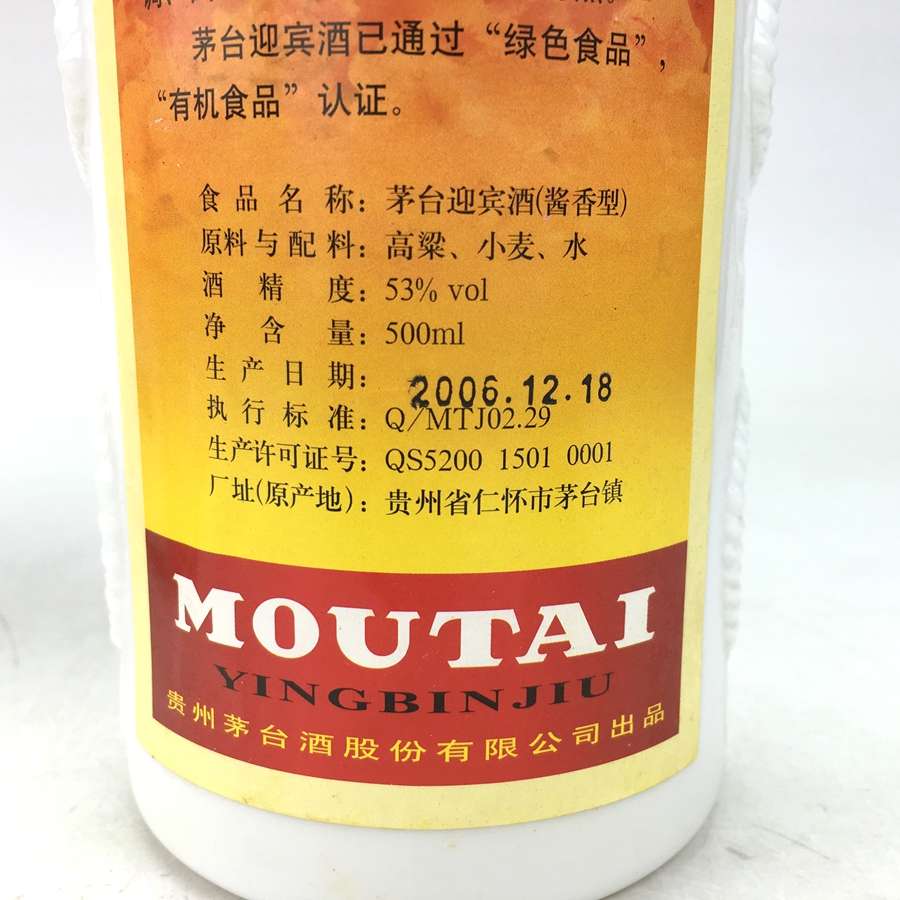 茅台迎宾酒已通过“绿色食品”,
“有机食品”认证。
食品名称：茅台迎宾酒(酱香型)
原料与配料：高粱、小麦、水
酒精度：53% vol
净含量：500ml
生产日期：2006.12.18
执行标准：Q/MTJ02.29
生产许可证号：QS5200 1501 0001
厂址(原产地)：贵州省仁怀市茅台镇
MOUTAI
YINGBINJIU
贵州茅台酒股份有限公司出品